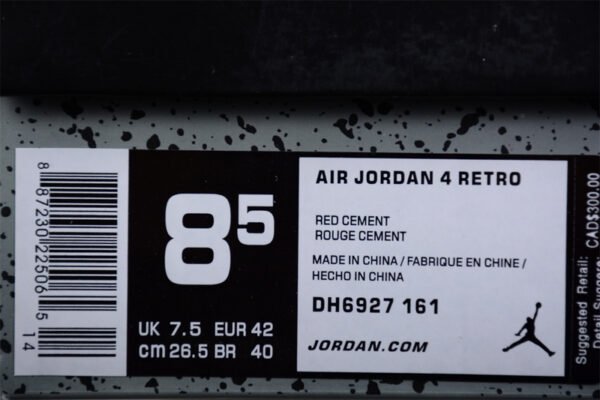 8 87230 22506 5 14
8⁵
UK 7.5 EUR 42
cm 26.5 BR 40
AIR JORDAN 4 RETRO
RED CEMENT
ROUGE CEMENT
MADE IN CHINA / FABRIQUE EN CHINE /
HECHO IN CHINA
DH6927 161
JORDAN.COM
Suggested Retail: CAD$300.00